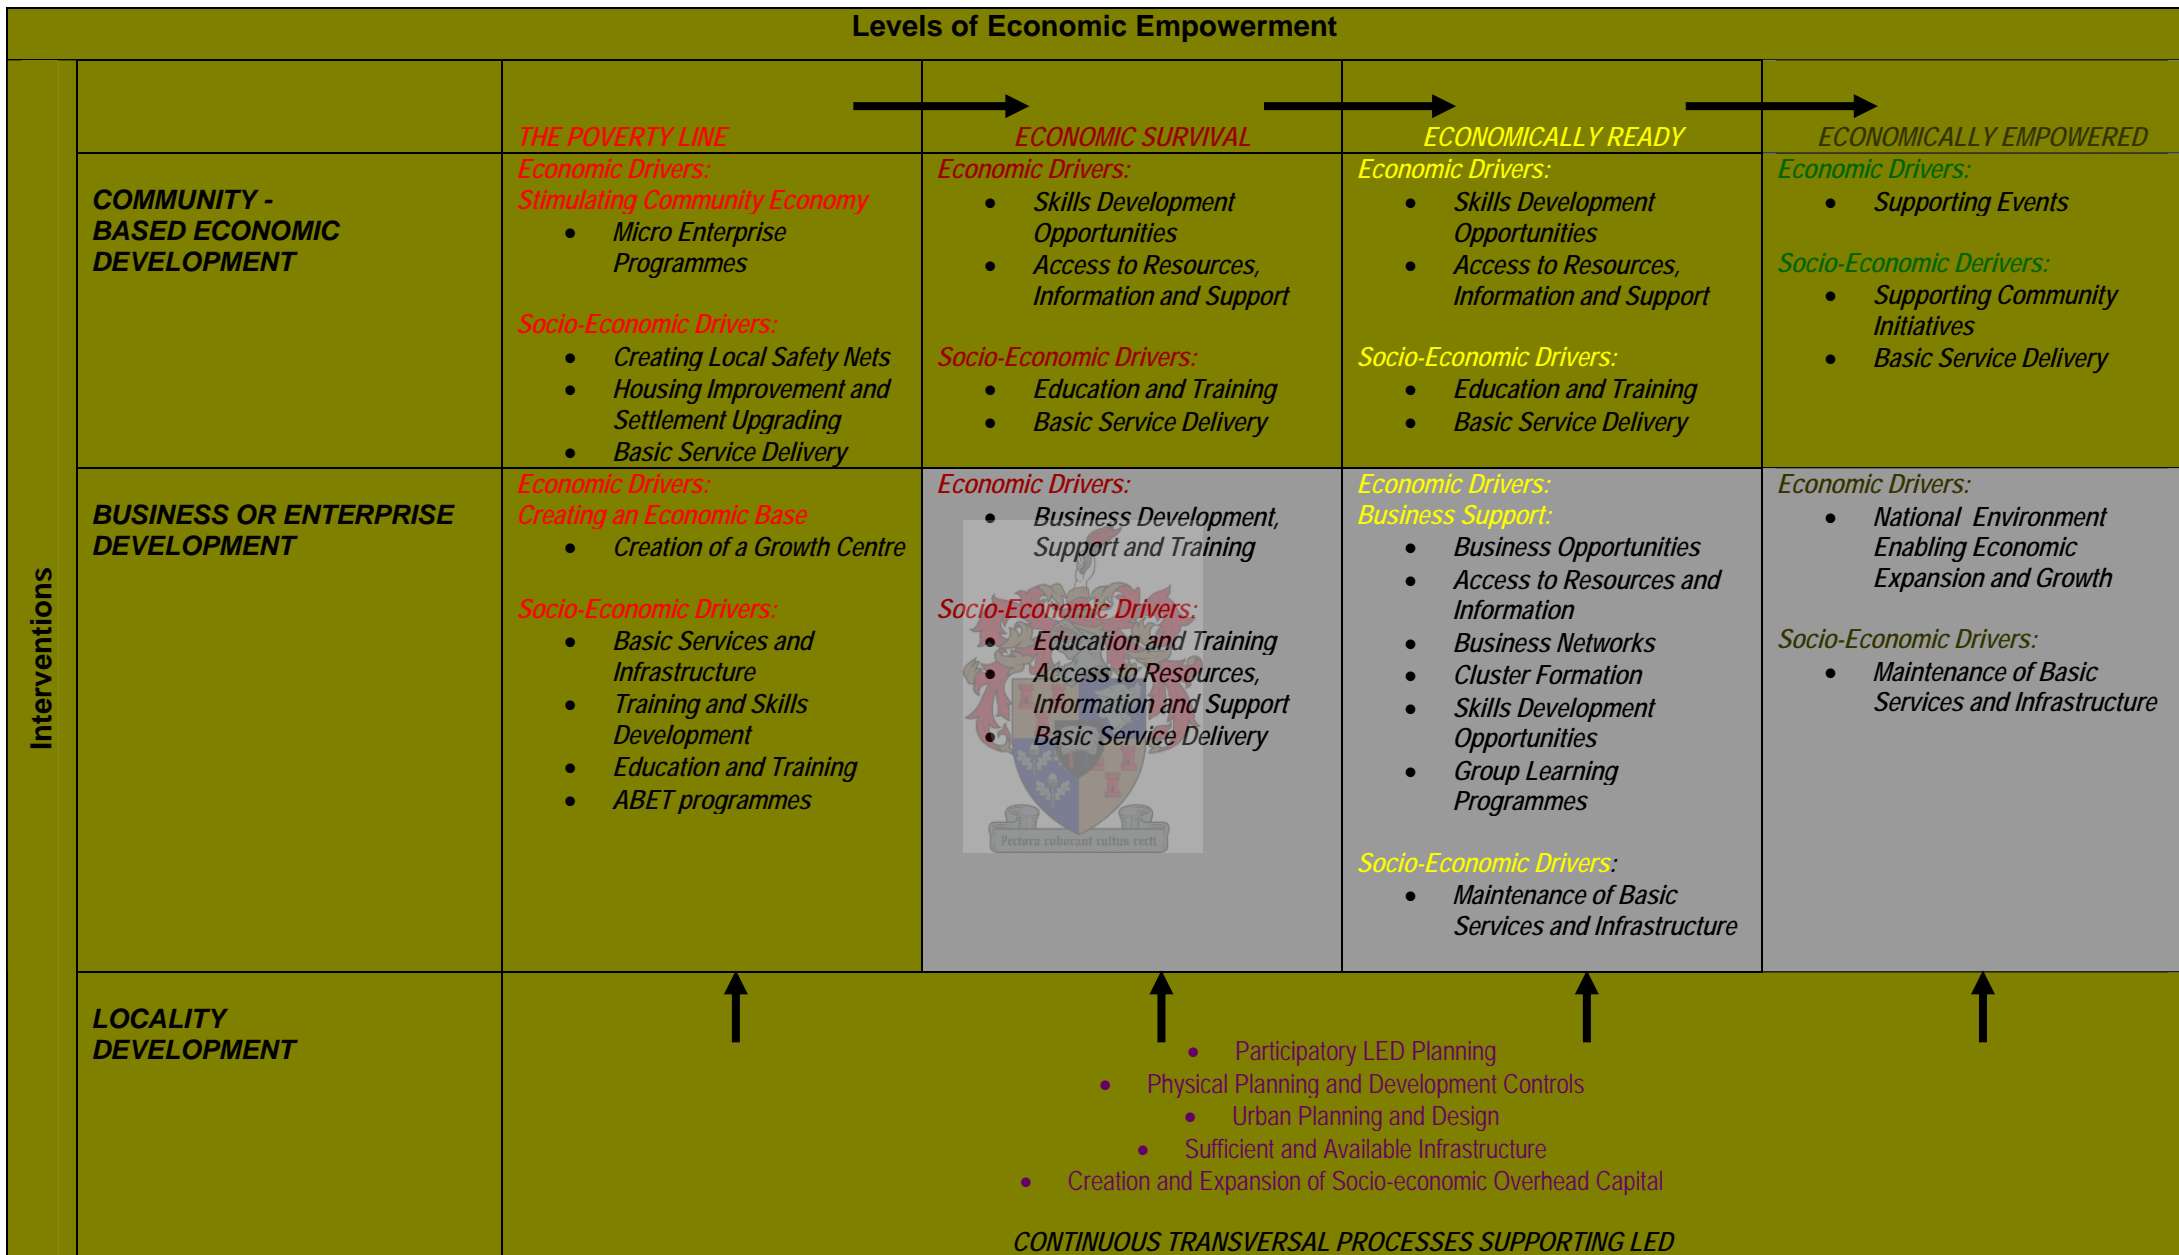 Levels of Economic Empowerment
Interventions
THE POVERTY LINE
ECONOMIC SURVIVAL
ECONOMICALLY READY
ECONOMICALLY EMPOWERED
COMMUNITY -
BASED ECONOMIC
DEVELOPMENT
Economic Drivers:
Stimulating Community Economy
• Micro Enterprise
Programmes
Socio-Economic Drivers:
• Creating Local Safety Nets
• Housing Improvement and
Settlement Upgrading
• Basic Service Delivery
Economic Drivers:
• Skills Development
Opportunities
• Access to Resources,
Information and Support
Socio-Economic Drivers:
• Education and Training
• Basic Service Delivery
Economic Drivers:
• Skills Development
Opportunities
• Access to Resources,
Information and Support
Socio-Economic Drivers:
• Education and Training
• Basic Service Delivery
Economic Drivers:
• Supporting Events
Socio-Economic Derivers:
• Supporting Community
Initiatives
• Basic Service Delivery
BUSINESS OR ENTERPRISE
DEVELOPMENT
Economic Drivers:
Creating an Economic Base
• Creation of a Growth Centre
Socio-Economic Drivers:
• Basic Services and
Infrastructure
• Training and Skills
Development
• Education and Training
• ABET programmes
Economic Drivers:
• Business Development,
Support and Training
Socio-Economic Drivers:
• Education and Training
• Access to Resources,
Information and Support
• Basic Service Delivery
Pectora roborant cultus recti
Economic Drivers:
Business Support:
• Business Opportunities
• Access to Resources and
Information
• Business Networks
• Cluster Formation
• Skills Development
Opportunities
• Group Learning
Programmes
Socio-Economic Drivers:
• Maintenance of Basic
Services and Infrastructure
Economic Drivers:
• National Environment
Enabling Economic
Expansion and Growth
Socio-Economic Drivers:
• Maintenance of Basic
Services and Infrastructure
LOCALITY
DEVELOPMENT
• Participatory LED Planning
• Physical Planning and Development Controls
• Urban Planning and Design
• Sufficient and Available Infrastructure
• Creation and Expansion of Socio-economic Overhead Capital
CONTINUOUS TRANSVERSAL PROCESSES SUPPORTING LED